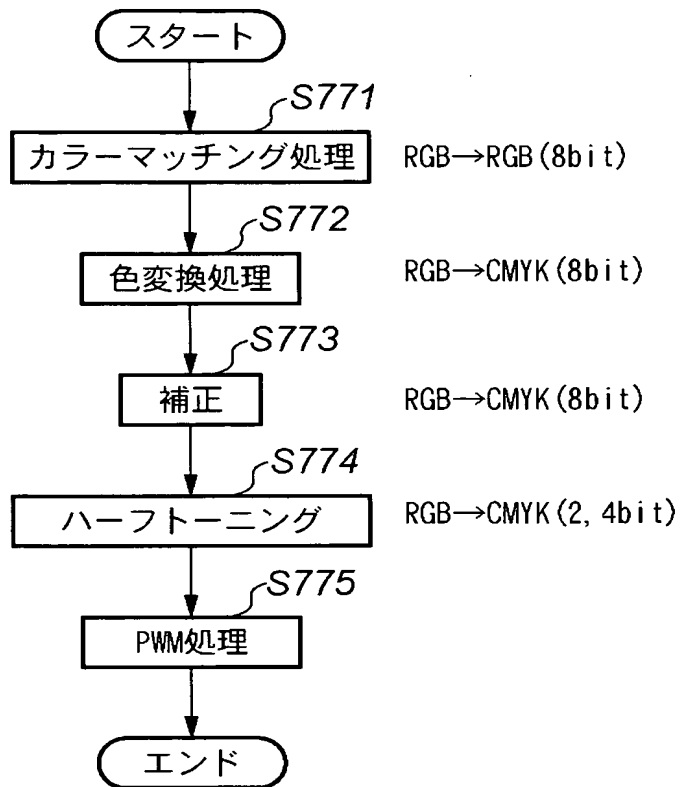 スタート
S771
カラーマッチング処理 RGB→RGB(8bit)
S772
色変換処理 RGB→CMYK(8bit)
S773
補正 RGB→CMYK(8bit)
S774
ハーフトーニング RGB→CMYK(2,4bit)
S775
PWM処理
エンド